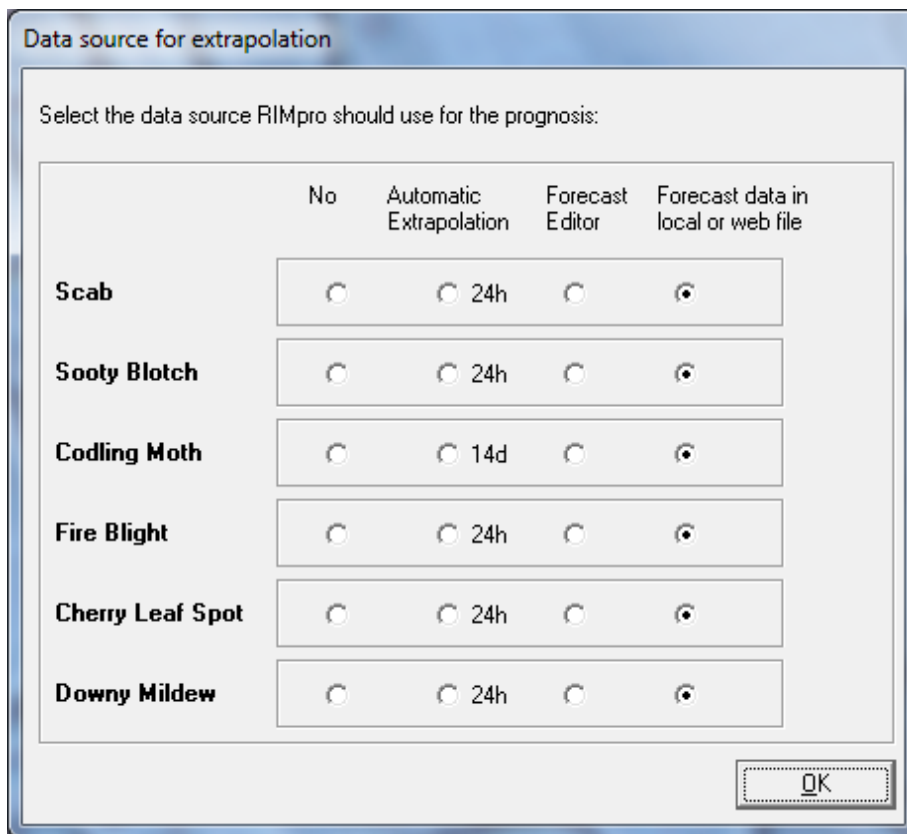 Data source for extrapolation
Select the data source RIMpro should use for the prognosis:
No Automatic Extrapolation Forecast Editor Forecast data in local or web file
Scab 24h
Sooty Blotch 24h
Codling Moth 14d
Fire Blight 24h
Cherry Leaf Spot 24h
Downy Mildew 24h
OK